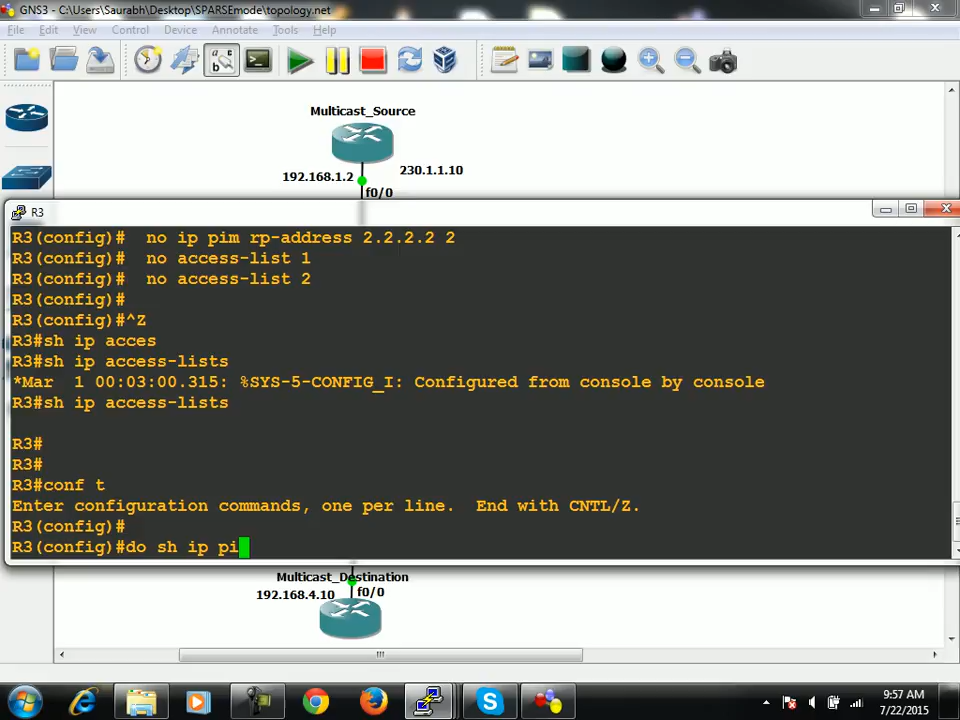 GNS3 - C:\Users\Saurabh\Desktop\SPARSEmode\topology.net
File Edit View Control Device Annotate Tools Help
Multicast_Source
192.168.1.2
230.1.1.10
f0/0
R3
R3(config)#  no ip pim rp-address 2.2.2.2 2
R3(config)#  no access-list 1
R3(config)#  no access-list 2
R3(config)#
R3(config)#^Z
R3#sh ip acces
R3#sh ip access-lists
*Mar  1 00:03:00.315: %SYS-5-CONFIG_I: Configured from console by console
R3#sh ip access-lists
R3#
R3#
R3#conf t
Enter configuration commands, one per line.  End with CNTL/Z.
R3(config)#
R3(config)#do sh ip pi
Multicast_Destination
192.168.4.10
f0/0
9:57 AM
7/22/2015